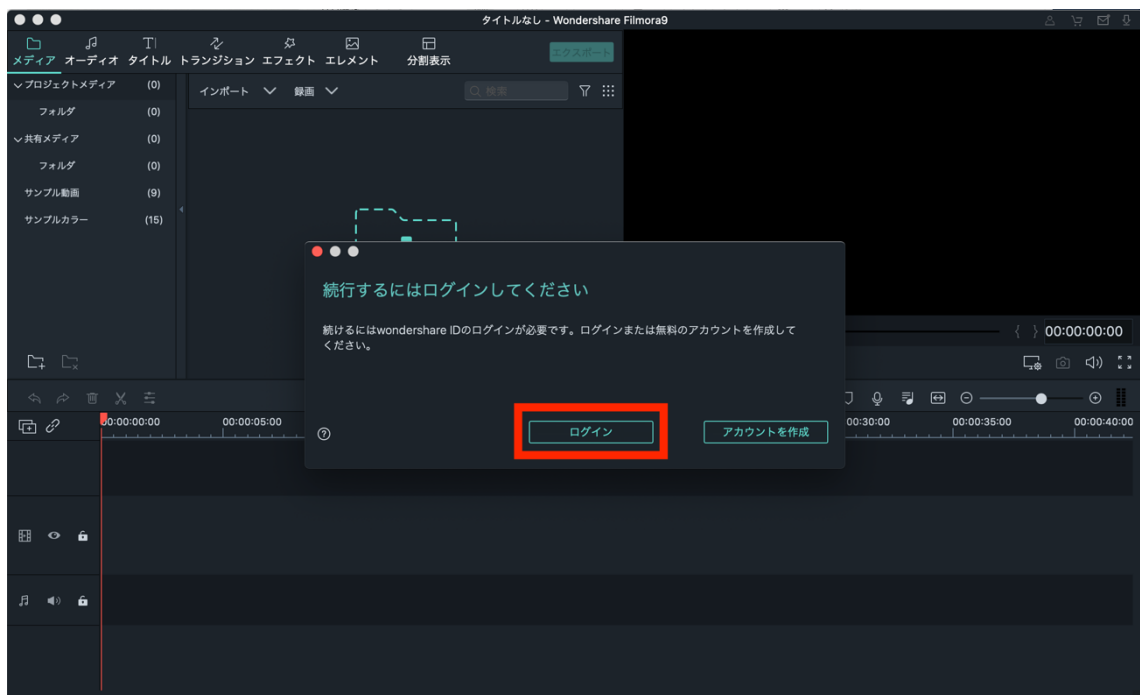 タイトルなし - Wondershare Filmora9
メディア オーディオ タイトル トランジション エフェクト エレメント 分割表示
エクスポート
プロジェクトメディア (0)
フォルダ (0)
共有メディア (0)
フォルダ (0)
サンプル動画 (9)
サンプルカラー (15)
インポート 録画 検索
続行するにはログインしてください
続けるにはwondershare IDのログインが必要です。ログインまたは無料のアカウントを作成して
ください。
ログイン アカウントを作成
00:00:00:00
00:00:00:00 00:00:05:00 00:30:00 00:00:35:00 00:00:40:00